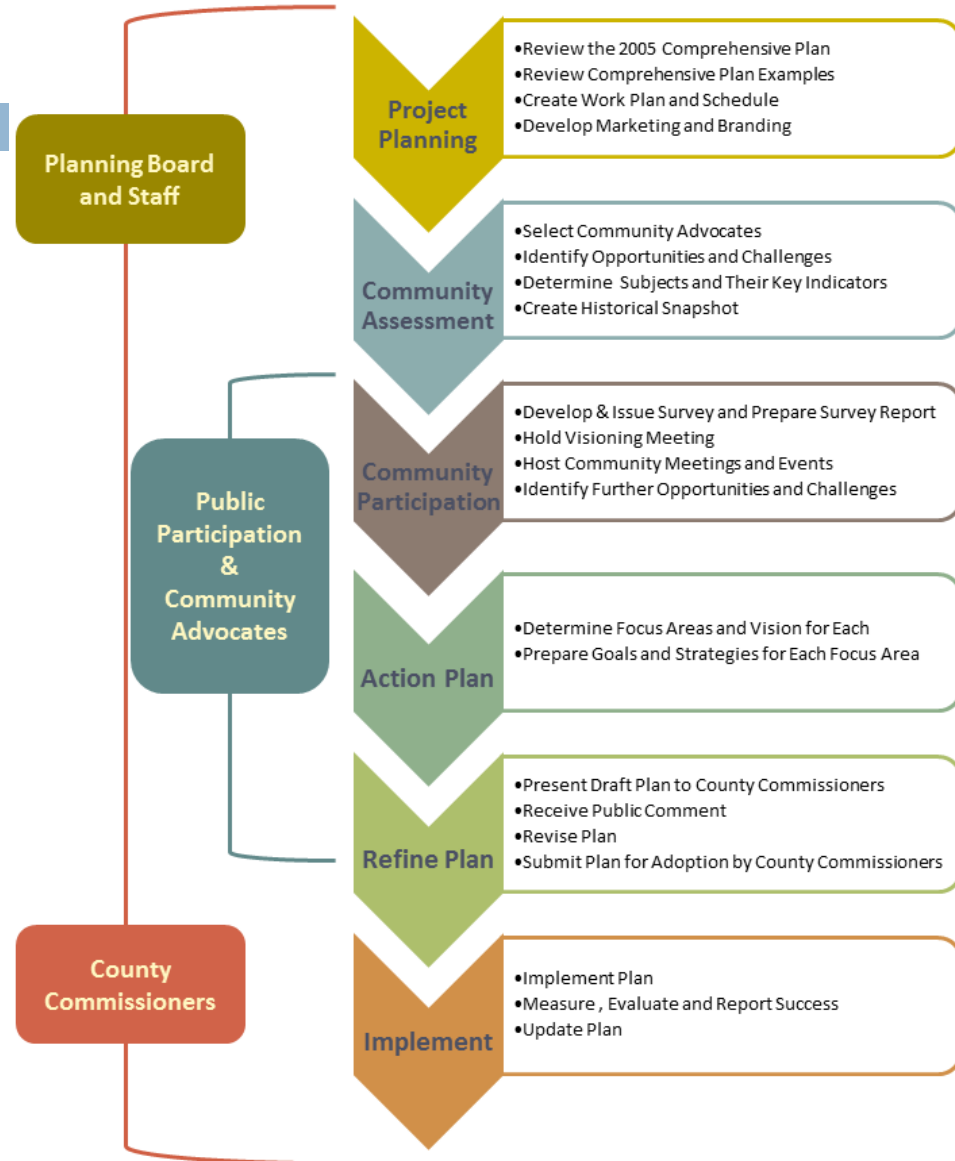 Planning Board
and Staff
Public
Participation
&
Community
Advocates
County
Commissioners
Project
Planning
•Review the 2005 Comprehensive Plan
•Review Comprehensive Plan Examples
•Create Work Plan and Schedule
•Develop Marketing and Branding
Community
Assessment
•Select Community Advocates
•Identify Opportunities and Challenges
•Determine Subjects and Their Key Indicators
•Create Historical Snapshot
Community
Participation
•Develop & Issue Survey and Prepare Survey Report
•Hold Visioning Meeting
•Host Community Meetings and Events
•Identify Further Opportunities and Challenges
Action Plan
•Determine Focus Areas and Vision for Each
•Prepare Goals and Strategies for Each Focus Area
Refine Plan
•Present Draft Plan to County Commissioners
•Receive Public Comment
•Revise Plan
•Submit Plan for Adoption by County Commissioners
Implement
•Implement Plan
•Measure , Evaluate and Report Success
•Update Plan